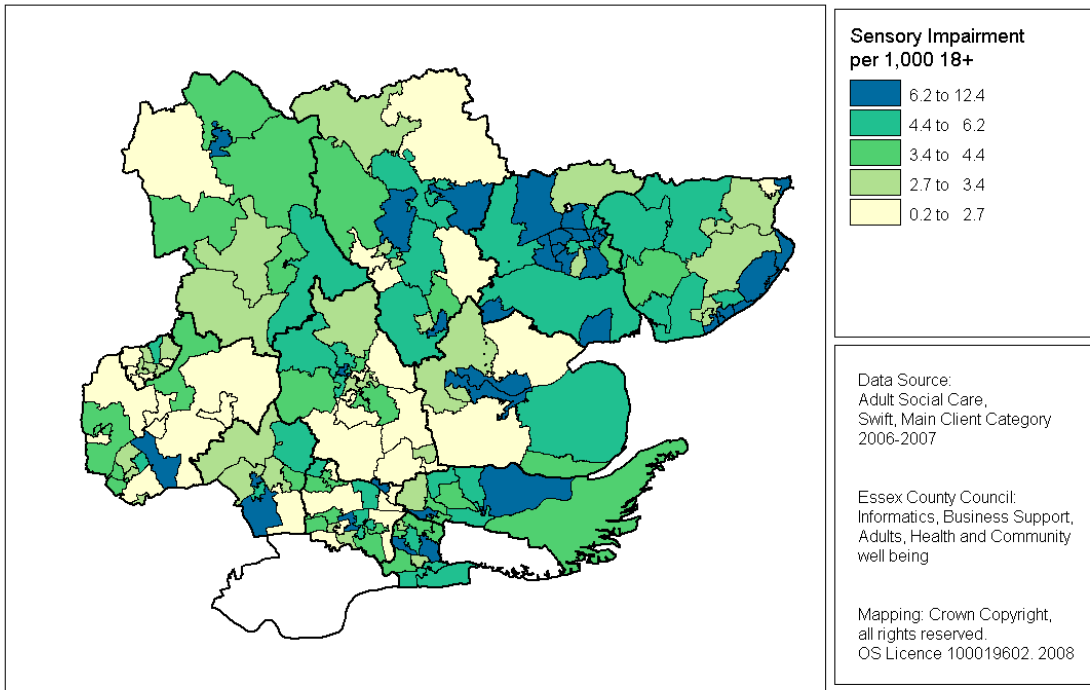 Sensory Impairment
per 1,000 18+
6.2 to 12.4
4.4 to 6.2
3.4 to 4.4
2.7 to 3.4
0.2 to 2.7
Data Source:
Adult Social Care,
Swift, Main Client Category
2006-2007
Essex County Council:
Informatics, Business Support,
Adults, Health and Community
well being
Mapping: Crown Copyright,
all rights reserved.
OS Licence 100019602. 2008